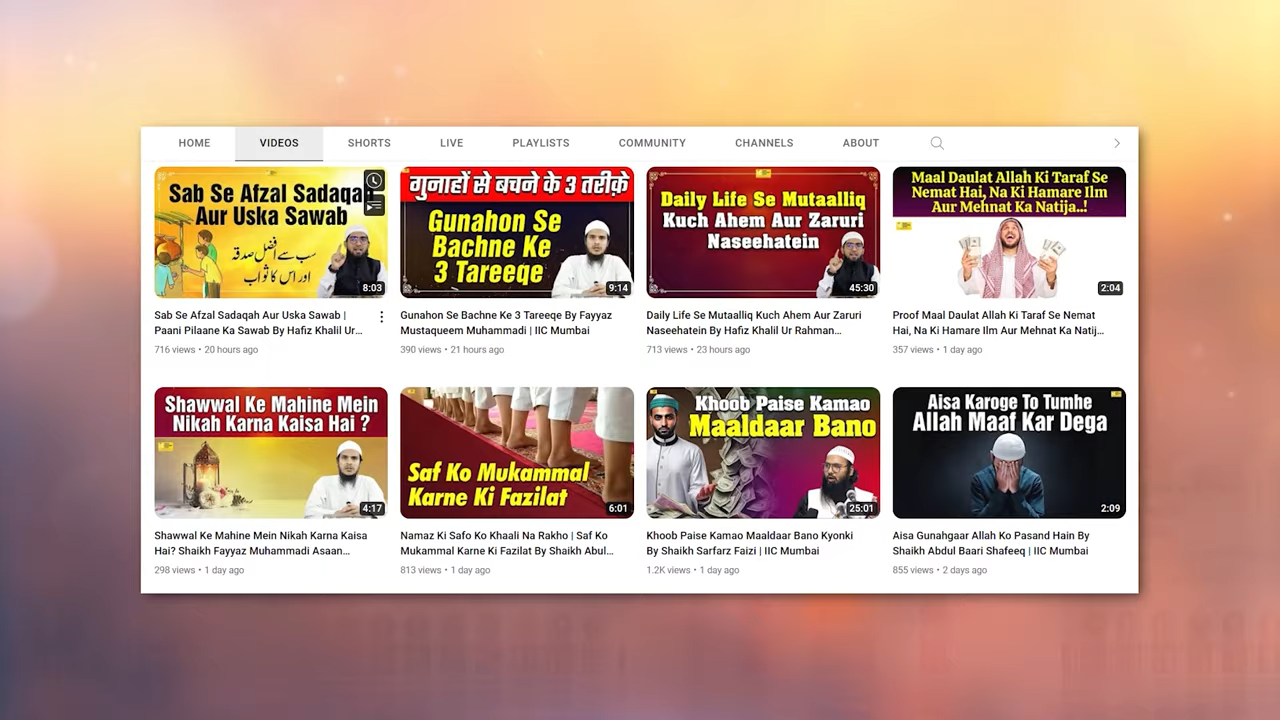 HOME VIDEOS SHORTS LIVE PLAYLISTS COMMUNITY CHANNELS ABOUT
Sab Se Afzal Sadaqah
Aur Uska Sawab
سب سے افضل صدقہ
اور اس کا ثواب
8:03
Sab Se Afzal Sadaqah Aur Uska Sawab |
Paani Pilaane Ka Sawab By Hafiz Khalil Ur...
716 views • 20 hours ago
गुनाहों से बचने के 3 तरीक़े
Gunahon Se
Bachne Ke
3 Tareeqe
9:14
Gunahon Se Bachne Ke 3 Tareeqe By Fayyaz
Mustaqueem Muhammadi | IIC Mumbai
390 views • 21 hours ago
Daily Life Se Mutaalliq
Kuch Ahem Aur Zaruri
Naseehatein
45:30
Daily Life Se Mutaalliq Kuch Ahem Aur Zaruri
Naseehatein By Hafiz Khalil Ur Rahman...
713 views • 23 hours ago
Maal Daulat Allah Ki Taraf Se
Nemat Hai, Na Ki Hamare Ilm
Aur Mehnat Ka Natija..!
2:04
Proof Maal Daulat Allah Ki Taraf Se Nemat
Hai, Na Ki Hamare Ilm Aur Mehnat Ka Natij...
357 views • 1 day ago
Shawwal Ke Mahine Mein
Nikah Karna Kaisa Hai ?
4:17
Shawwal Ke Mahine Mein Nikah Karna Kaisa
Hai? Shaikh Fayyaz Muhammadi Asaan...
298 views • 1 day ago
Saf Ko Mukammal
Karne Ki Fazilat
6:01
Namaz Ki Safo Ko Khaali Na Rakho | Saf Ko
Mukammal Karne Ki Fazilat By Shaikh Abul...
813 views • 1 day ago
Khoob Paise Kamao
Maaldaar Bano
25:01
Khoob Paise Kamao Maaldaar Bano Kyonki
By Shaikh Sarfarz Faizi | IIC Mumbai
1.2K views • 1 day ago
Aisa Karoge To Tumhe
Allah Maaf Kar Dega
2:09
Aisa Gunahgaar Allah Ko Pasand Hain By
Shaikh Abdul Baari Shafeeq | IIC Mumbai
855 views • 2 days ago